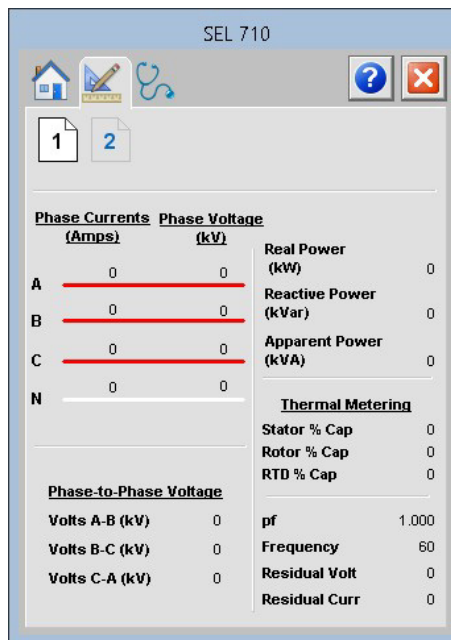 SEL 710
?
1 2
Phase Currents Phase Voltage
(Amps) (kV)
A 0 0
B 0 0
C 0 0
N 0 0
Phase-to-Phase Voltage
Volts A-B (kV) 0
Volts B-C (kV) 0
Volts C-A (kV) 0
Real Power
(kW) 0
Reactive Power
(kVar) 0
Apparent Power
(kVA) 0
Thermal Metering
Stator % Cap 0
Rotor % Cap 0
RTD % Cap 0
pf 1.000
Frequency 60
Residual Volt 0
Residual Curr 0